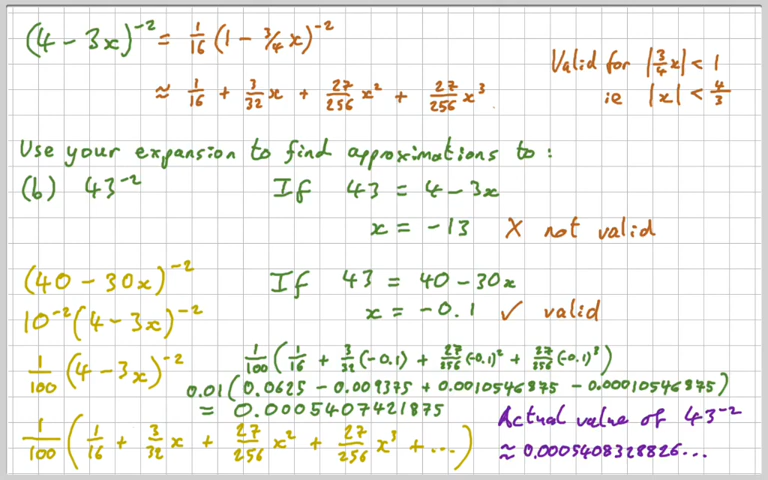 (4 - 3x)⁻² = 1/16 (1 - 3/4 x)⁻²
Valid for |3/4 x| < 1
≈ 1/16 + 3/32 x + 27/256 x² + 27/256 x³
ie |x| < 4/3
Use your expansion to find approximations to :
(b) 43⁻² If 43 = 4 - 3x
x = -13 X not valid
(40 - 30x)⁻² If 43 = 40 - 30x
10⁻² (4 - 3x)⁻² x = -0.1 ✓ valid
1/100 (4 - 3x)⁻² 1/100 (1/16 + 3/32 (-0.1) + 27/256 (-0.1)² + 27/256 (-0.1)³)
0.01 (0.0625 - 0.009375 + 0.0010546875 - 0.00010546875)
= 0.0005407421875
Actual value of 43⁻²
1/100 (1/16 + 3/32 x + 27/256 x² + 27/256 x³ + ...)
≈ 0.0005408328826...